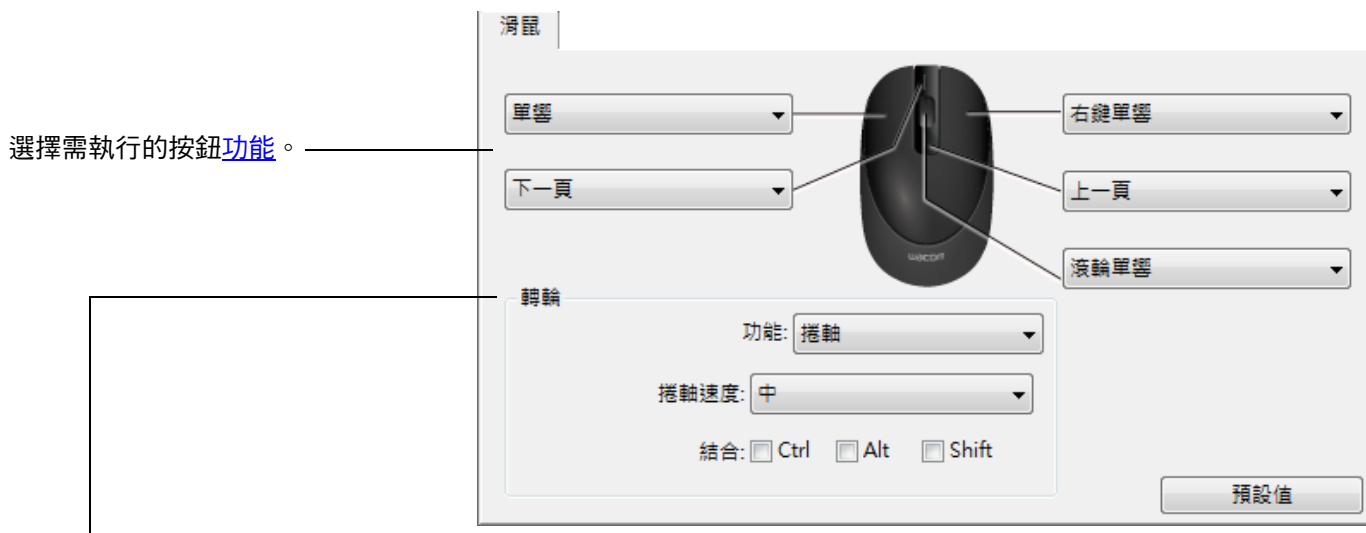 滑鼠
單響
右鍵單響
選擇需執行的按鈕功能。
下一頁
上一頁
wacom
滾輪單響
轉輪
功能: 捲軸
捲軸速度: 中
結合: Ctrl Alt Shift
預設值